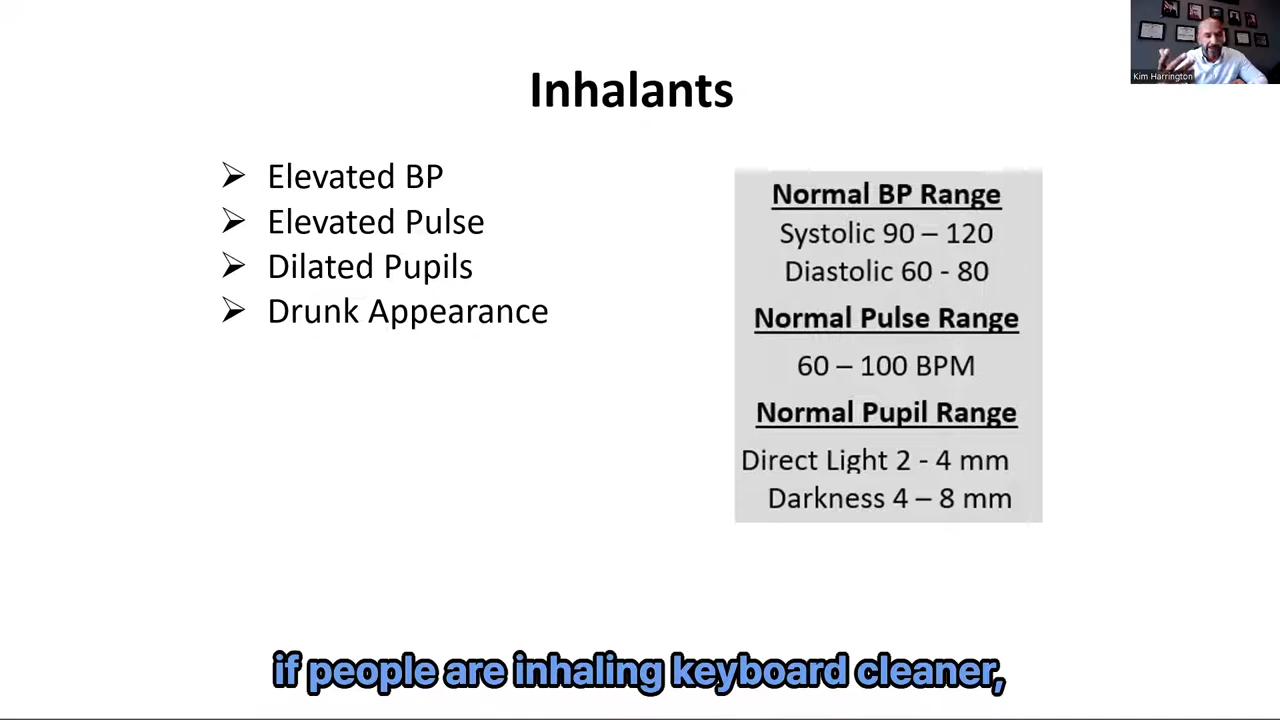 Kim Harrington
Inhalants
➢ Elevated BP
➢ Elevated Pulse
➢ Dilated Pupils
➢ Drunk Appearance
Normal BP Range
Systolic 90 – 120
Diastolic 60 - 80
Normal Pulse Range
60 – 100 BPM
Normal Pupil Range
Direct Light 2 - 4 mm
Darkness 4 – 8 mm
if people are inhaling keyboard cleaner,